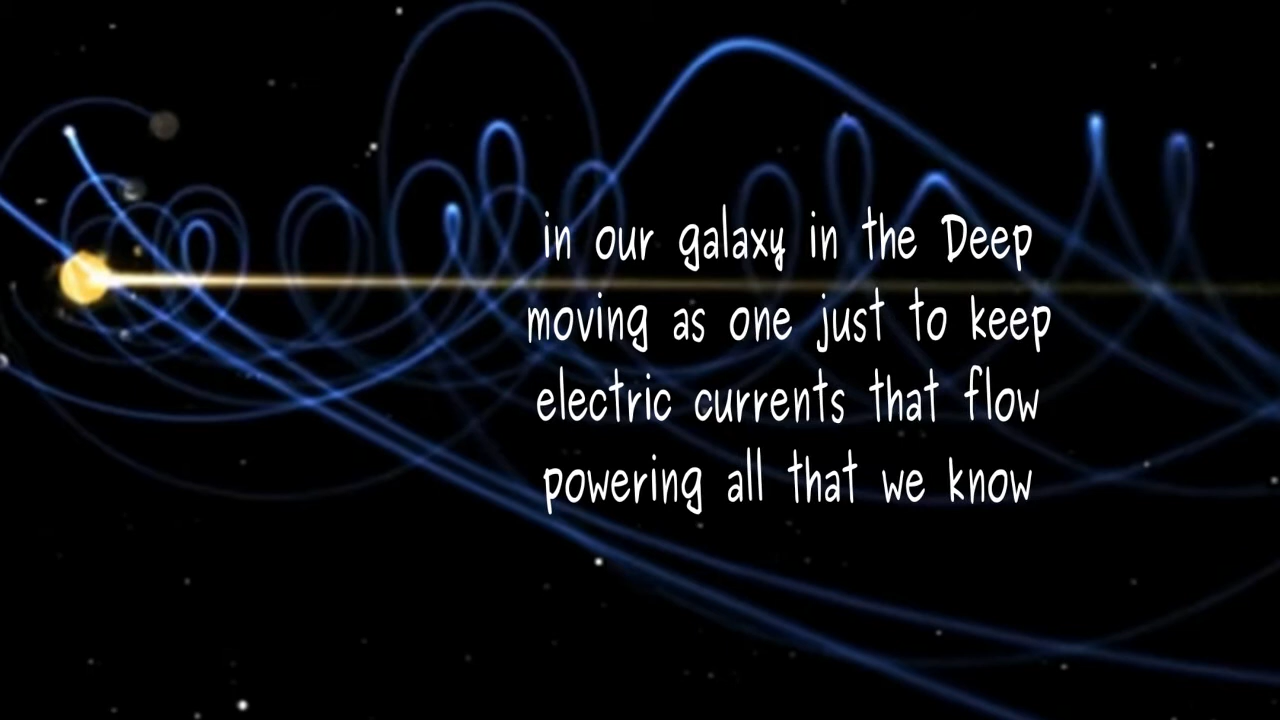 in our galaxy in the Deep
moving as one just to keep
electric currents that flow
powering all that we know